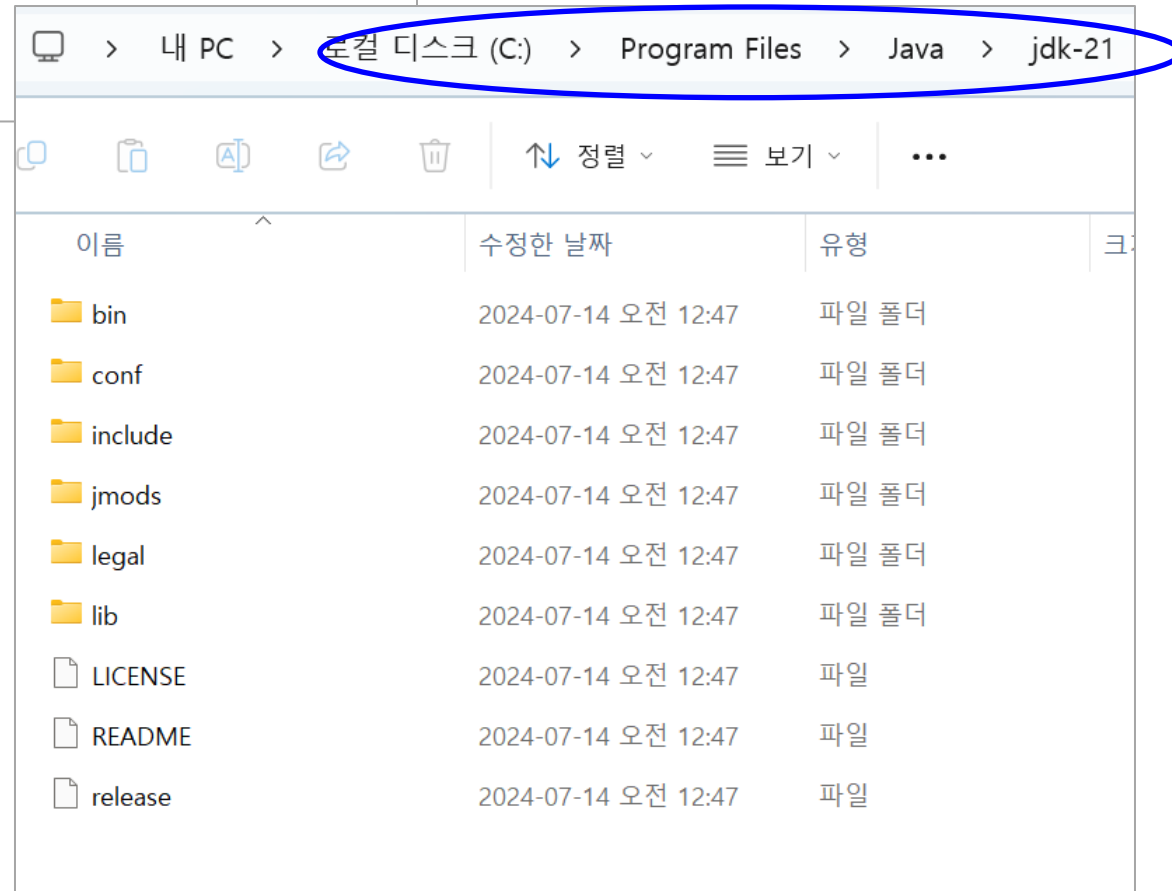 > 내 PC > 로컬 디스크 (C:) > Program Files > Java > jdk-21
정렬 보기 •••
이름 수정한 날짜 유형
bin 2024-07-14 오전 12:47 파일 폴더
conf 2024-07-14 오전 12:47 파일 폴더
include 2024-07-14 오전 12:47 파일 폴더
jmods 2024-07-14 오전 12:47 파일 폴더
legal 2024-07-14 오전 12:47 파일 폴더
lib 2024-07-14 오전 12:47 파일 폴더
LICENSE 2024-07-14 오전 12:47 파일
README 2024-07-14 오전 12:47 파일
release 2024-07-14 오전 12:47 파일